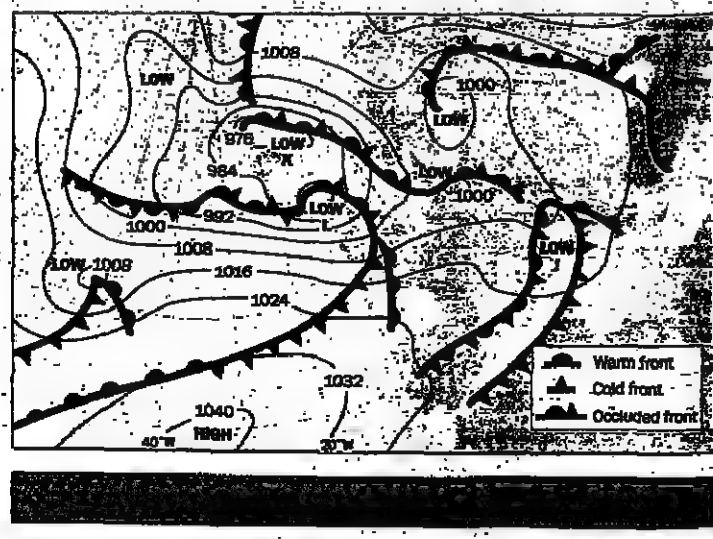 1008
LOW
1000
976
LOW
LOW
X
984
LOW
1000
992
LOW
L
1000
1008
LOW
LOW 1008
1016
1024
Warm front
Cold front
1032
Occluded front
1040
HIGH
40°W
20°W
0